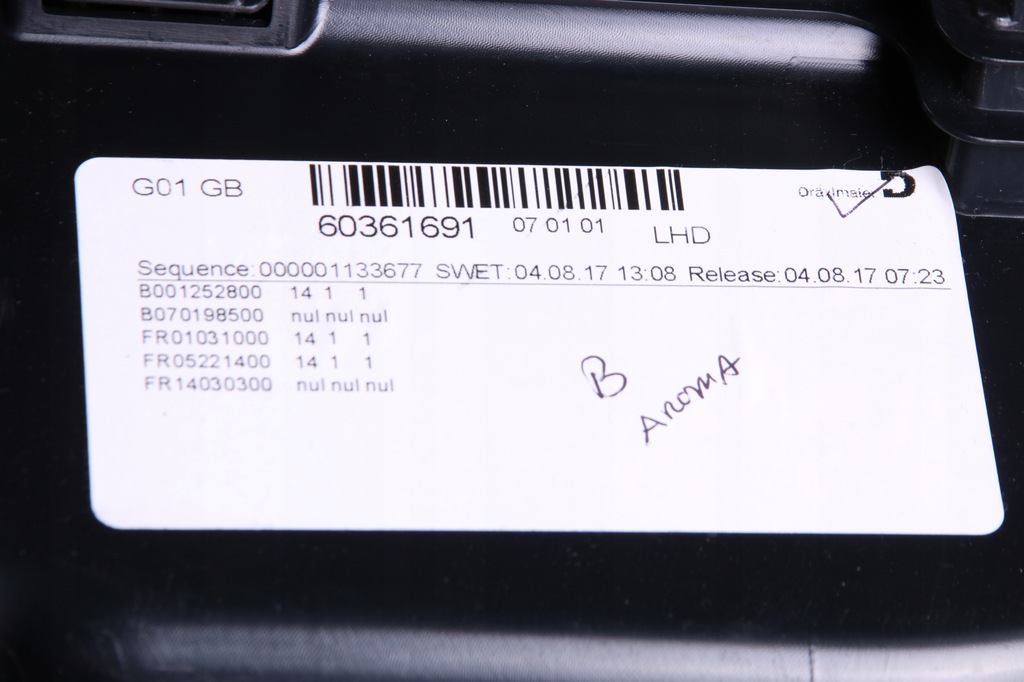 G01 GB
60361691 07 01 01 LHD
Dräxlmaier
Sequence:000001133677 SWET:04.08.17 13:08 Release:04.08.17 07:23
B001252800 14 1 1
B070198500 nul nul nul
FR01031000 14 1 1
FR05221400 14 1 1
FR14030300 nul nul nul
B
AROMA